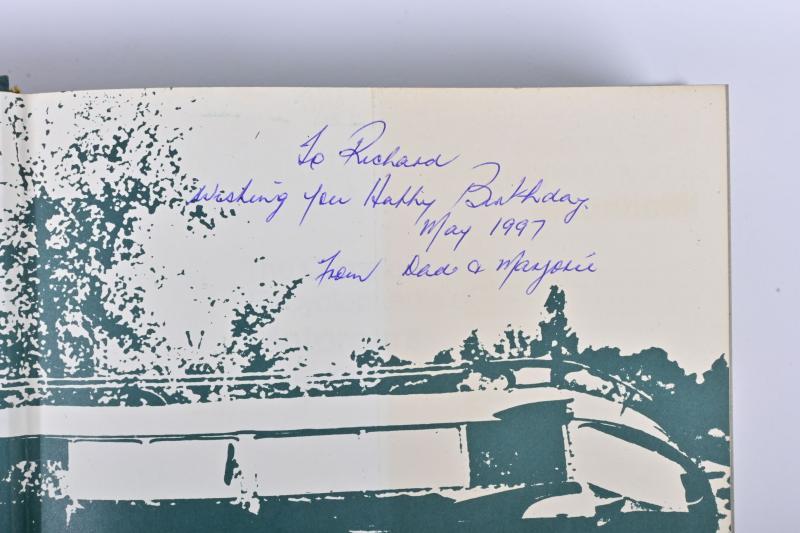 To Richard
Wishing you Happy Birthday.
May 1997
From Dad & Marjorie